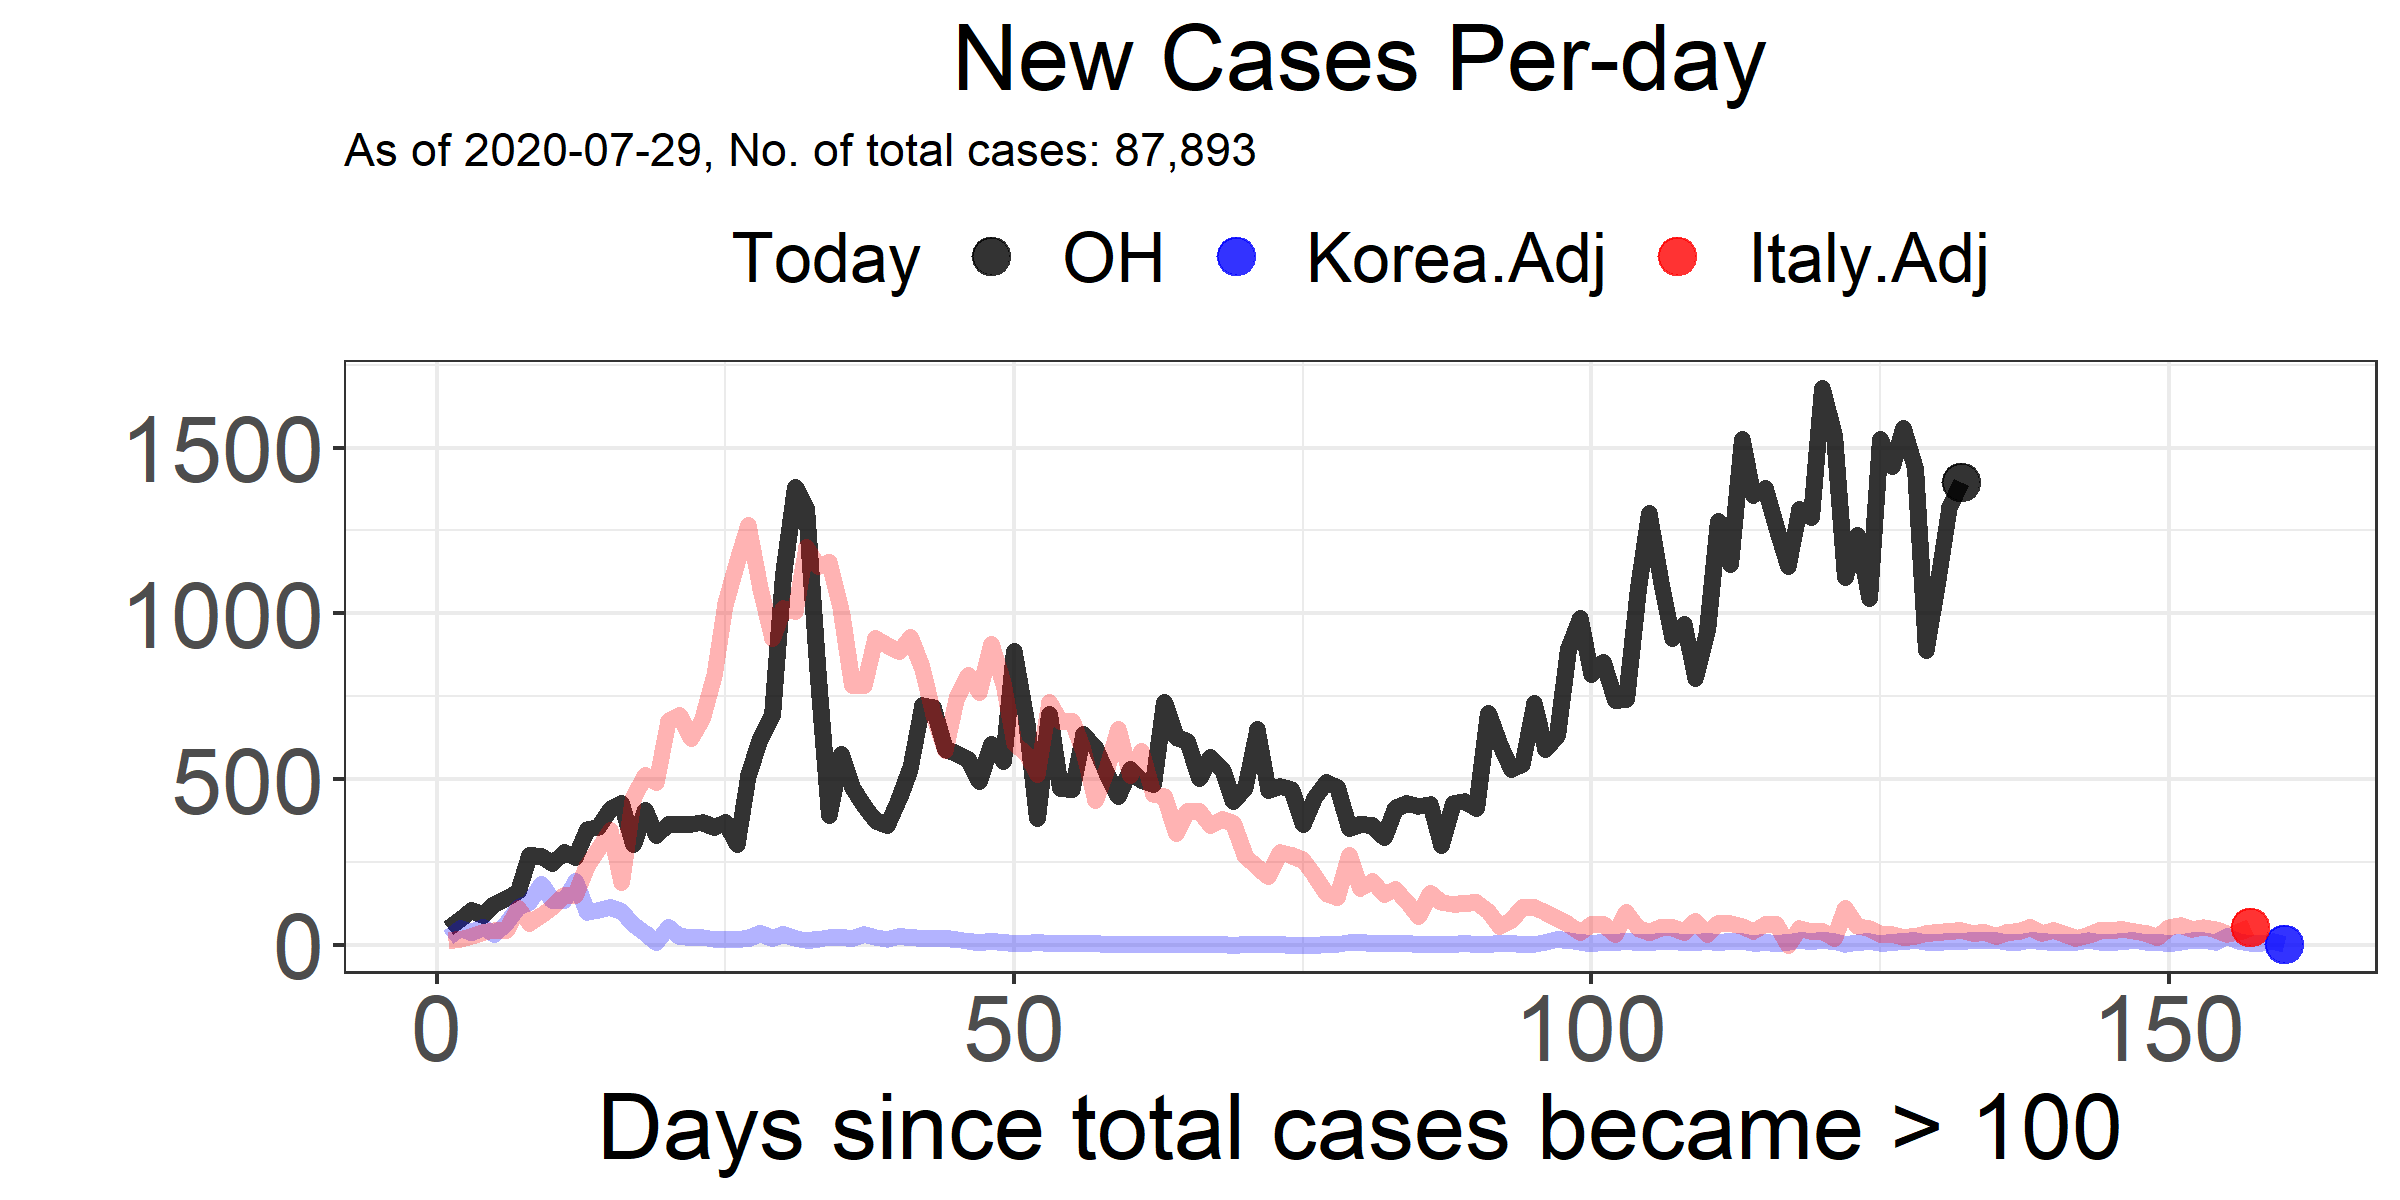 New Cases Per-day
As of 2020-07-29, No. of total cases: 87,893
Today OH Korea.Adj Italy.Adj
1500
1000
500
0
0 50 100 150
Days since total cases became > 100